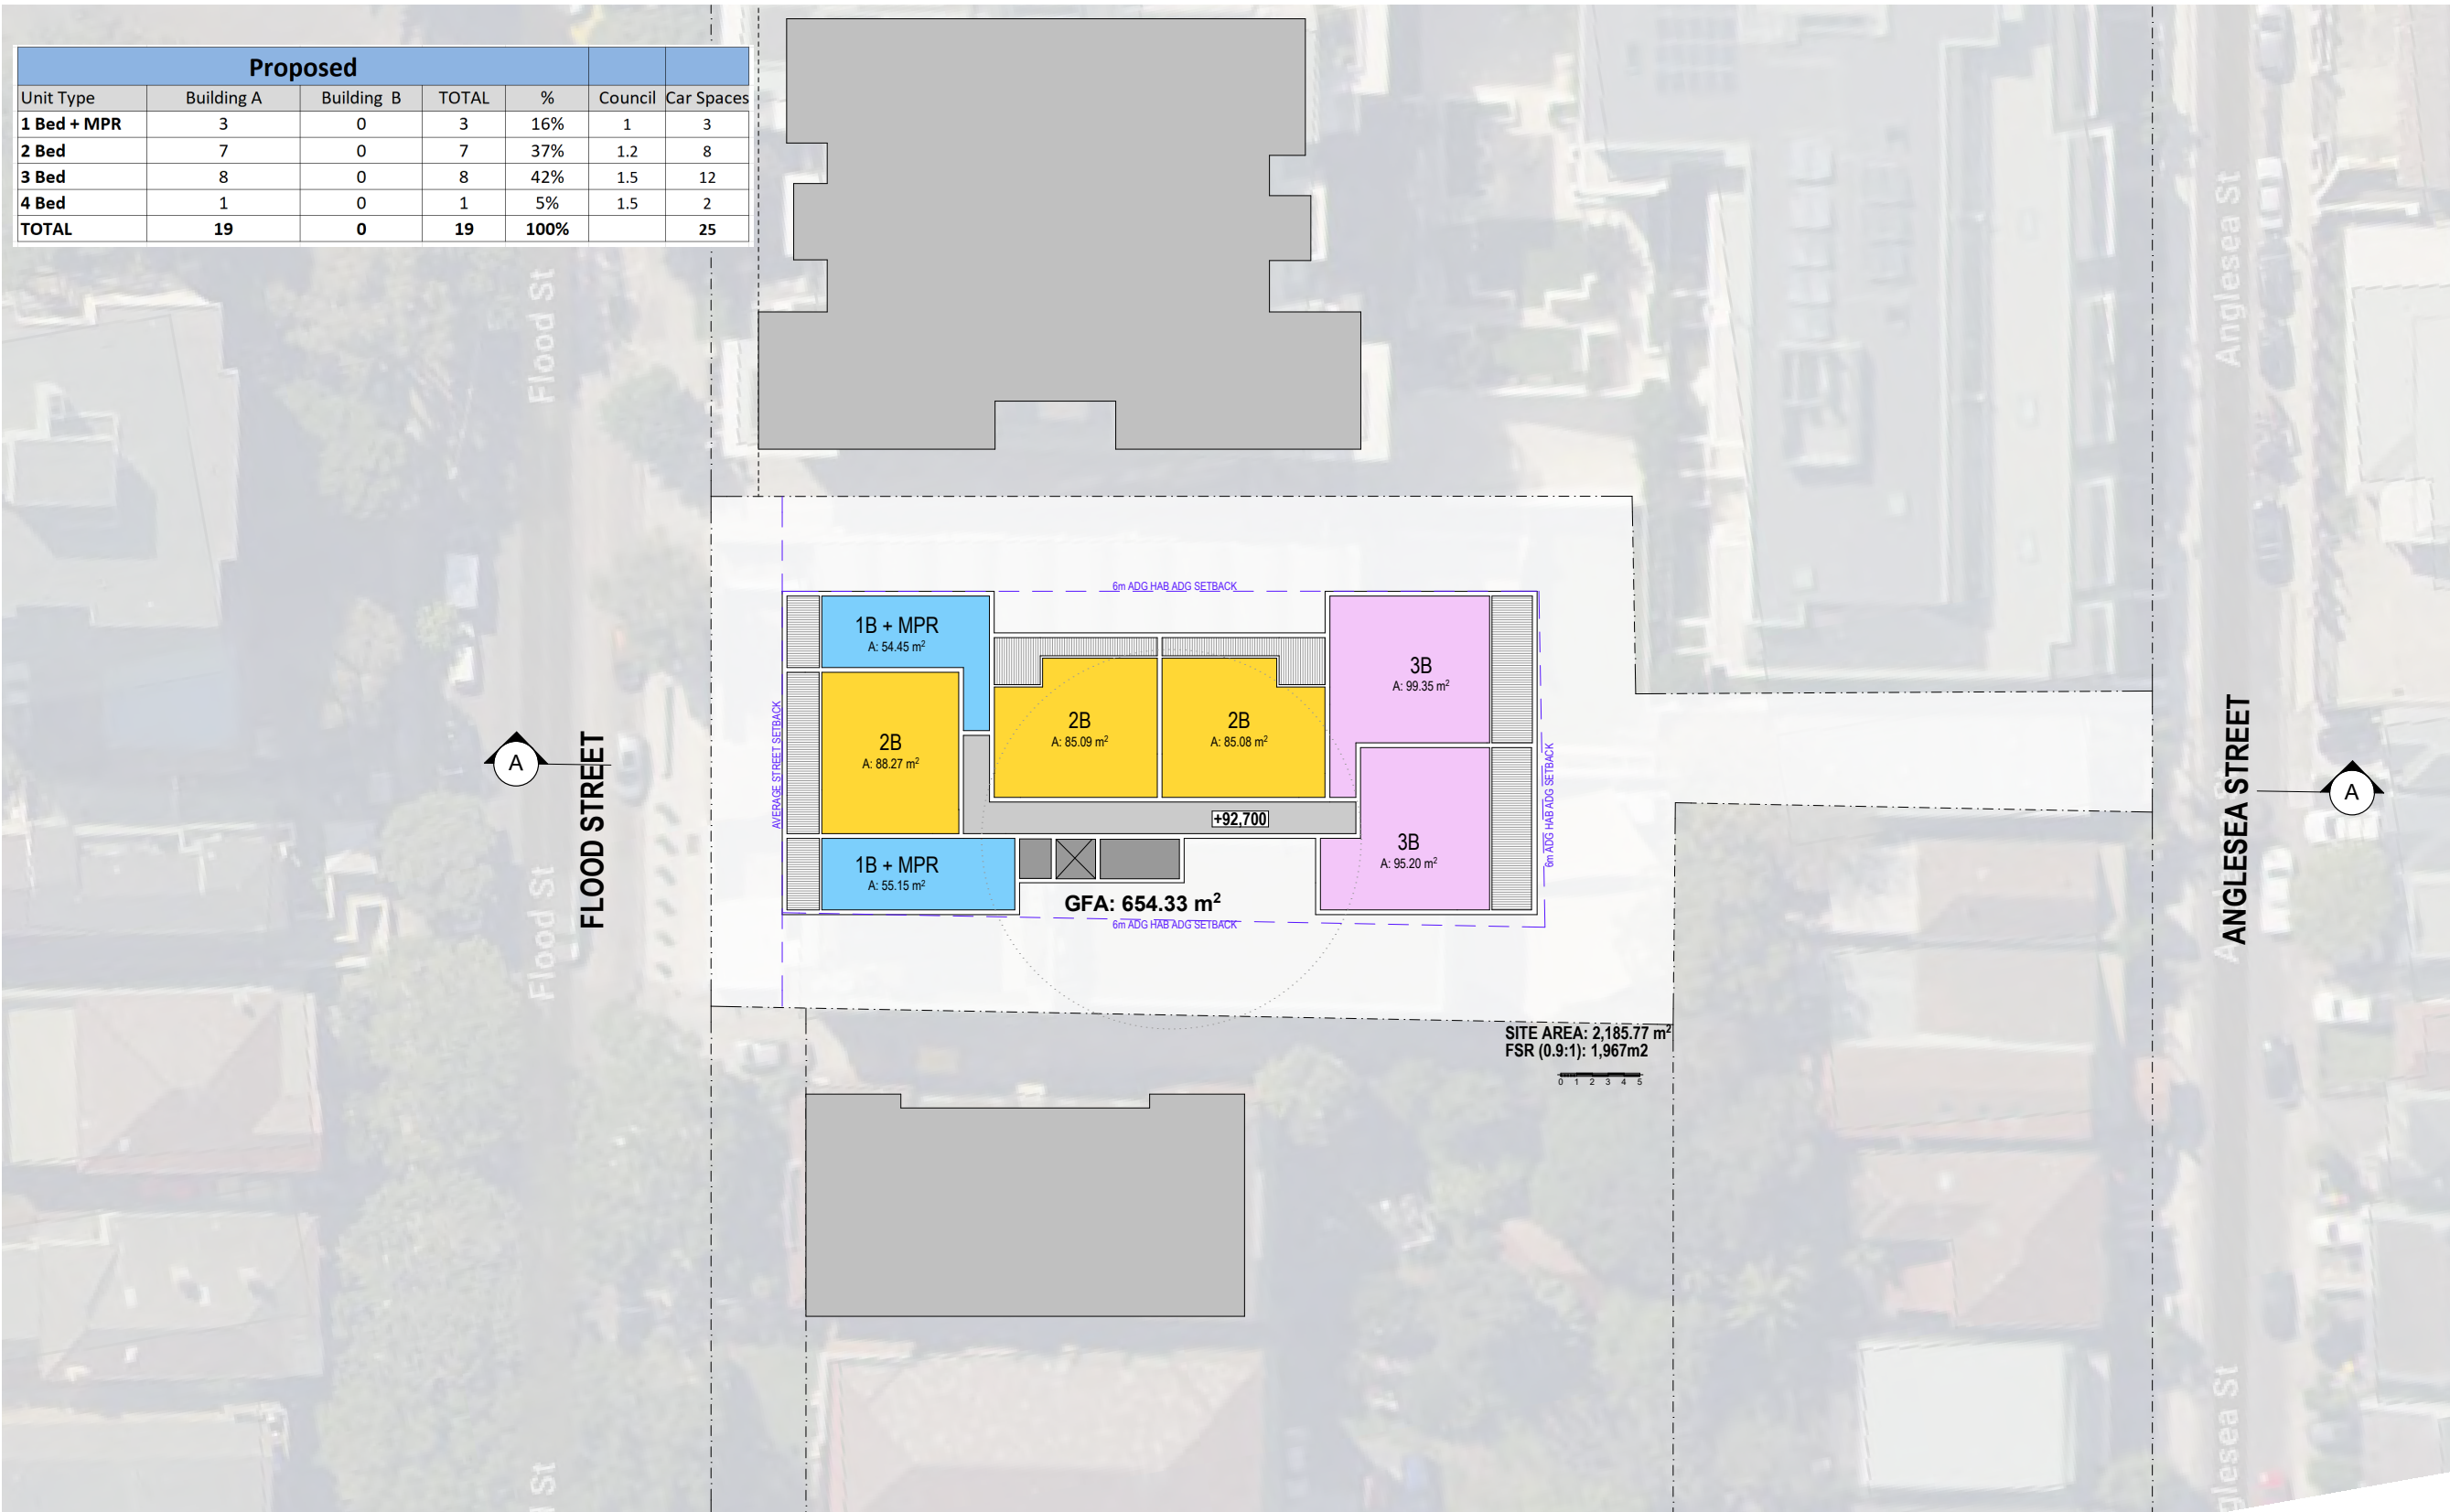 Proposed
Unit Type Building A Building B TOTAL % Council Car Spaces
1 Bed + MPR 3 0 3 16% 1 3
2 Bed 7 0 7 37% 1.2 8
3 Bed 8 0 8 42% 1.5 12
4 Bed 1 0 1 5% 1.5 2
TOTAL 19 0 19 100% 25
Flood St
Anglesea St
6m ADG HAB ADG SETBACK
1B + MPR
A: 54.45 m²
3B
A: 99.35 m²
2B
A: 88.27 m²
2B
A: 85.09 m²
2B
A: 85.08 m²
AVERAGE STREET SETBACK
6m ADG HAB ADG SETBACK
A
FLOOD STREET
ANGLESEA STREET
A
+92,700
1B + MPR
A: 55.15 m²
3B
A: 95.20 m²
GFA: 654.33 m²
6m ADG HAB ADG SETBACK
Flood St
SITE AREA: 2,185.77 m²
FSR (0.9:1): 1,967m2
0 1 2 3 4 5
glesea St